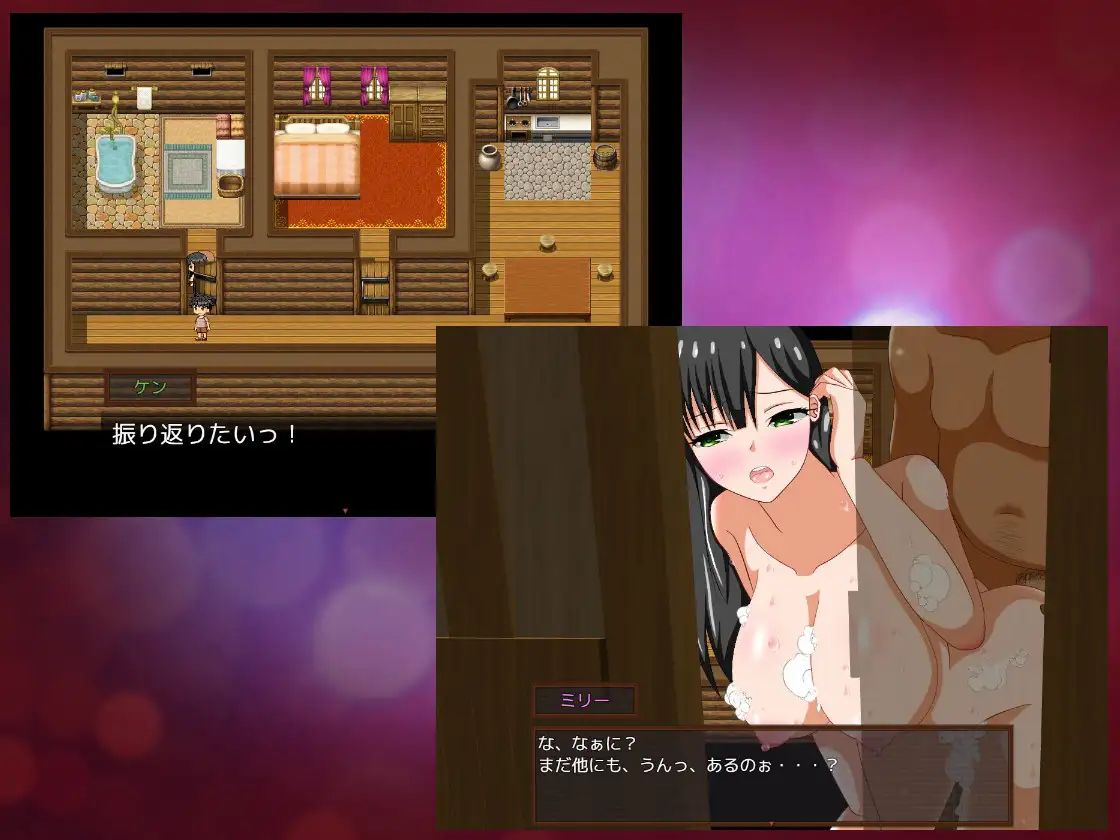 ケン
振り返りたいっ！
ミリー
な、なぁに？
まだ他にも、うんっ、あるのぉ・・・？